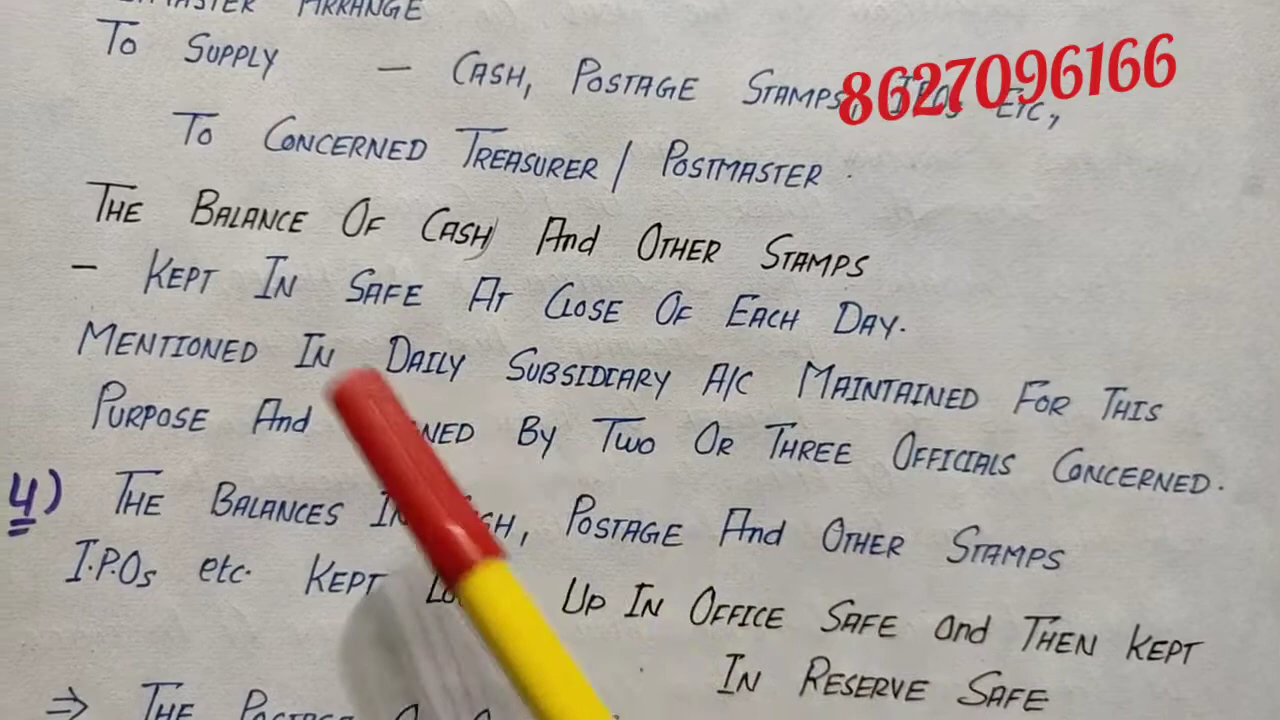 ARRANGE
To SUPPLY - CASH, POSTAGE STAMPS, IPOs Etc,
8627096166
To CONCERNED TREASURER / POSTMASTER
THE BALANCE OF CASH And OTHER STAMPS
- KEPT IN SAFE AT CLOSE OF EACH DAY.
MENTIONED IN DAILY SUBSIDIARY A/C MAINTAINED FOR THIS
PURPOSE And BY TWO OR THREE OFFICIALS CONCERNED.
4) THE BALANCES IN , POSTAGE And OTHER STAMPS
I.P.Os etc. KEPT UP IN OFFICE SAFE and THEN KEPT
IN RESERVE SAFE
⇒ THE